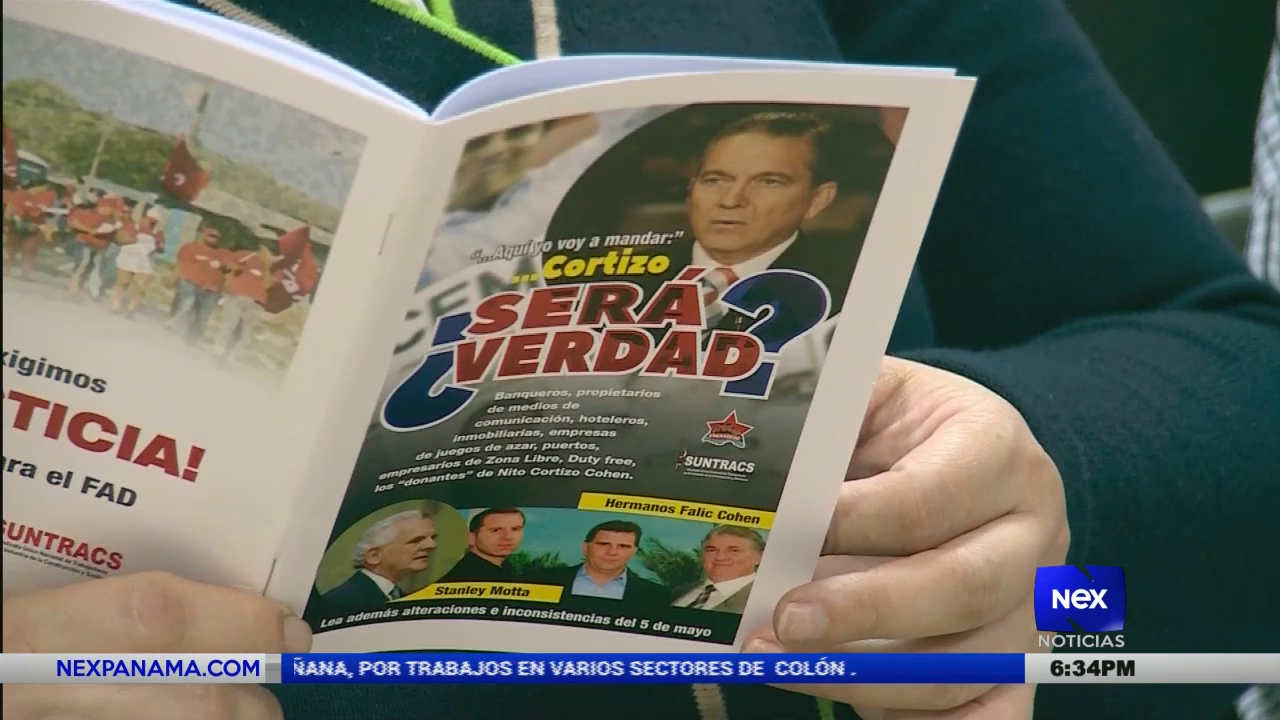 xigimos
TICIA!
ara el FAD
SUNTRACS
"...Aquí yo voy a mandar:"
...Cortizo
¿SERÁ
VERDAD?
Banqueros, propietarios
de medios de
comunicación, hoteleros,
inmobiliarias, empresas
de juegos de azar, puertos,
empresarios de Zona Libre, Duty free,
los "donantes" de Nito Cortizo Cohen.
SUNTRACS
Hermanos Falic Cohen
Stanley Motta
Lea además alteraciones e inconsistencias del 5 de mayo
NEX
NOTICIAS
NEXPANAMA.COM
ÑANA, POR TRABAJOS EN VARIOS SECTORES DE COLÓN .
6:34PM